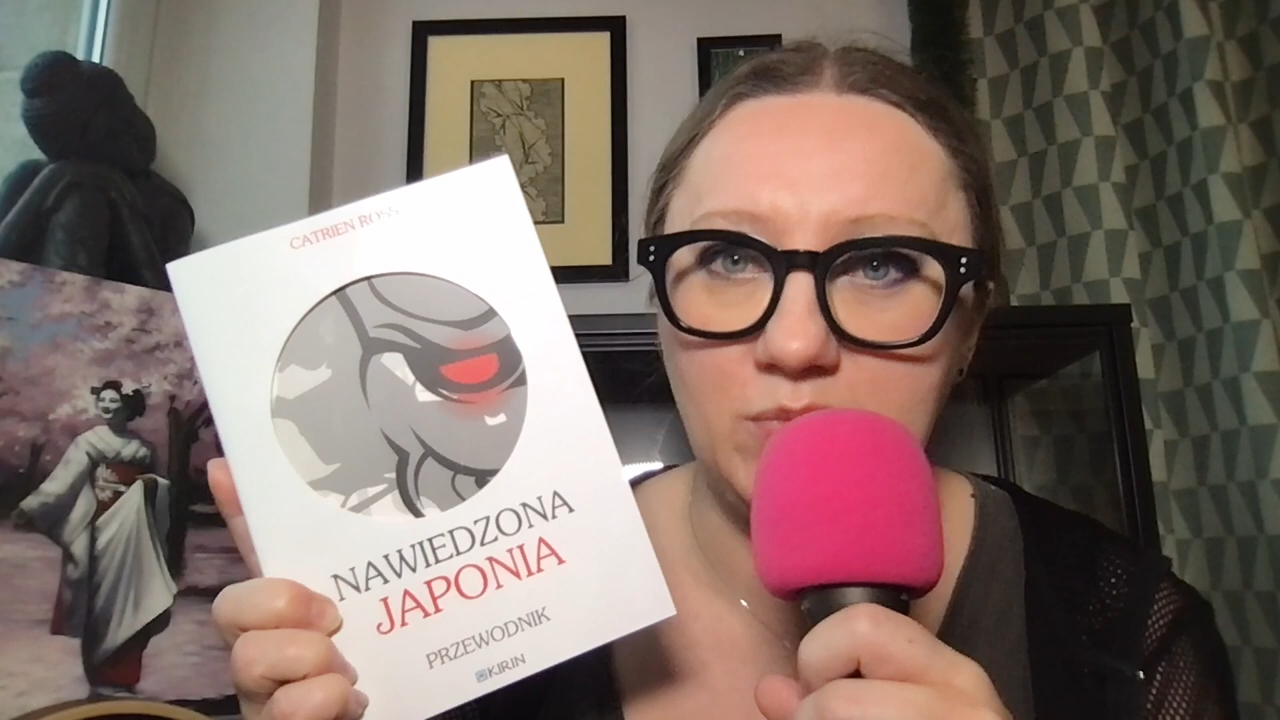 CATRIEN ROSS
NAWIEDZONA
JAPONIA
PRZEWODNIK
KIRIN